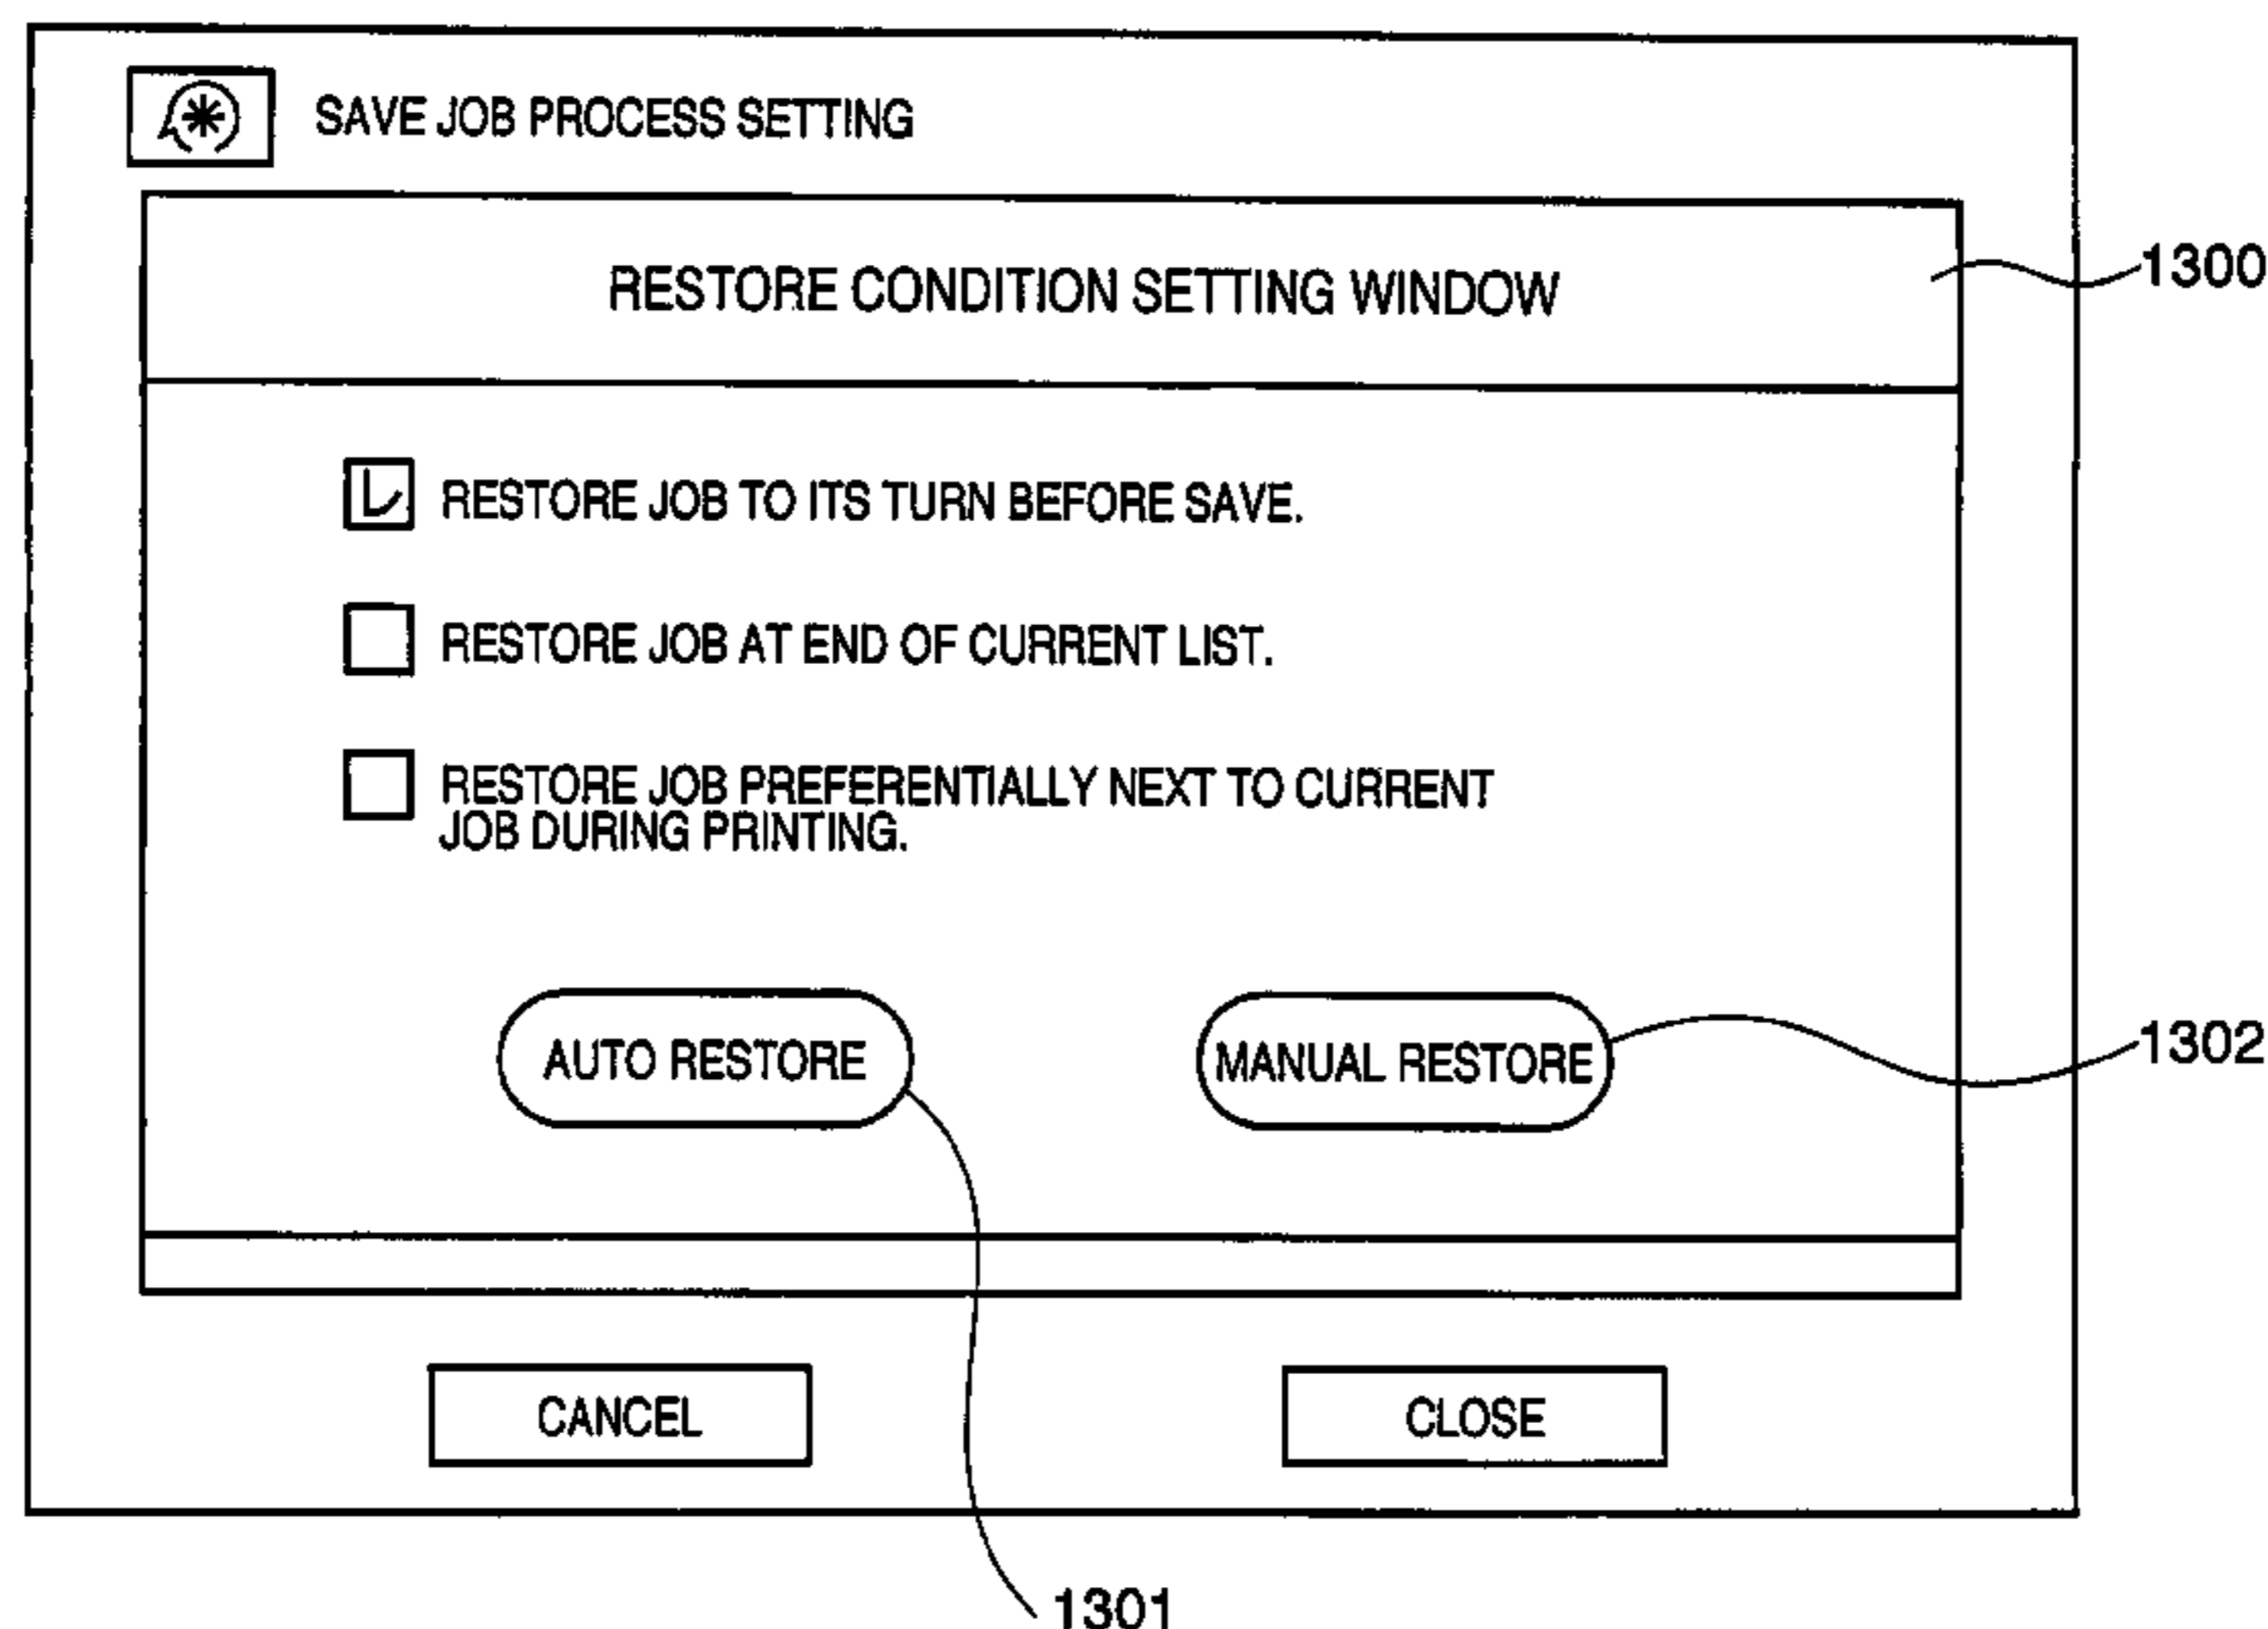 SAVE JOB PROCESS SETTING
RESTORE CONDITION SETTING WINDOW
1300
RESTORE JOB TO ITS TURN BEFORE SAVE.
RESTORE JOB AT END OF CURRENT LIST.
RESTORE JOB PREFERENTIALLY NEXT TO CURRENT
JOB DURING PRINTING.
AUTO RESTORE
MANUAL RESTORE
1302
CANCEL
CLOSE
1301